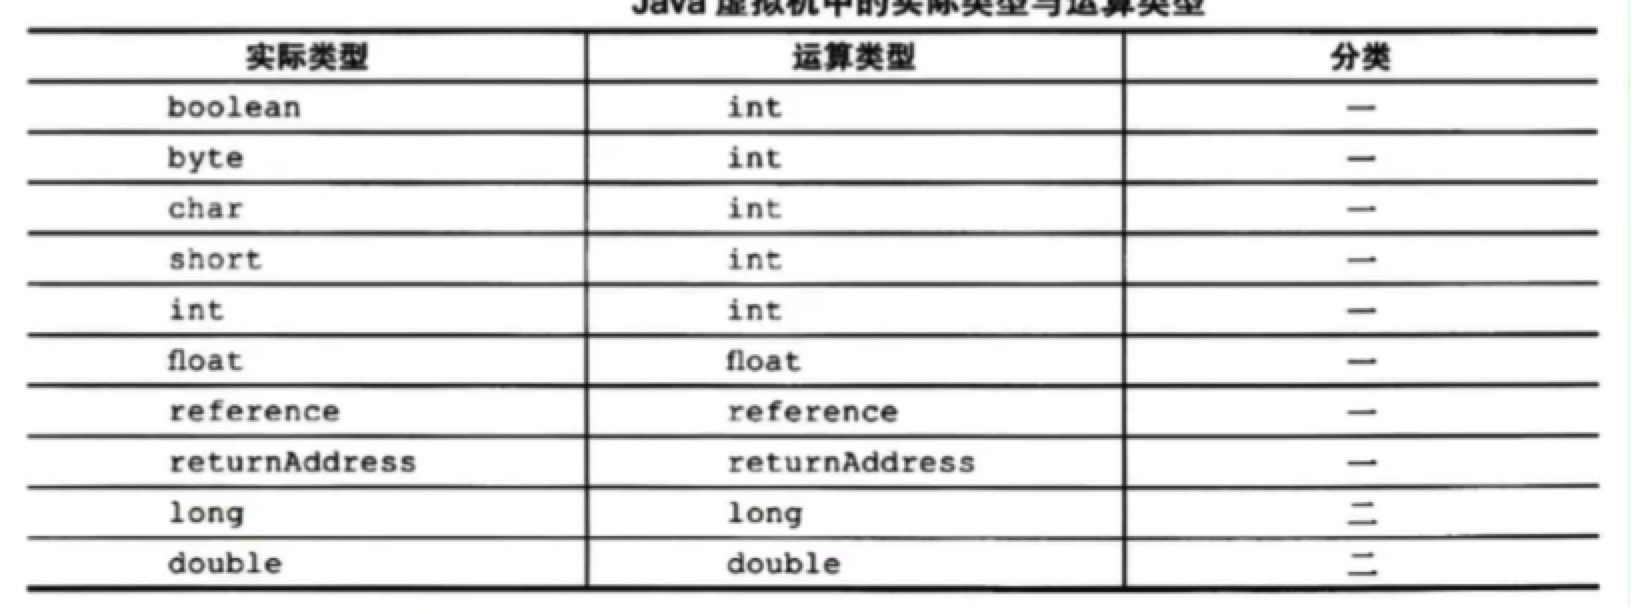 Java 虚拟机中的实际类型与运算类型
实际类型 运算类型 分类
boolean int 一
byte int 一
char int 一
short int 一
int int 一
float float 一
reference reference 一
returnAddress returnAddress 一
long long 二
double double 二